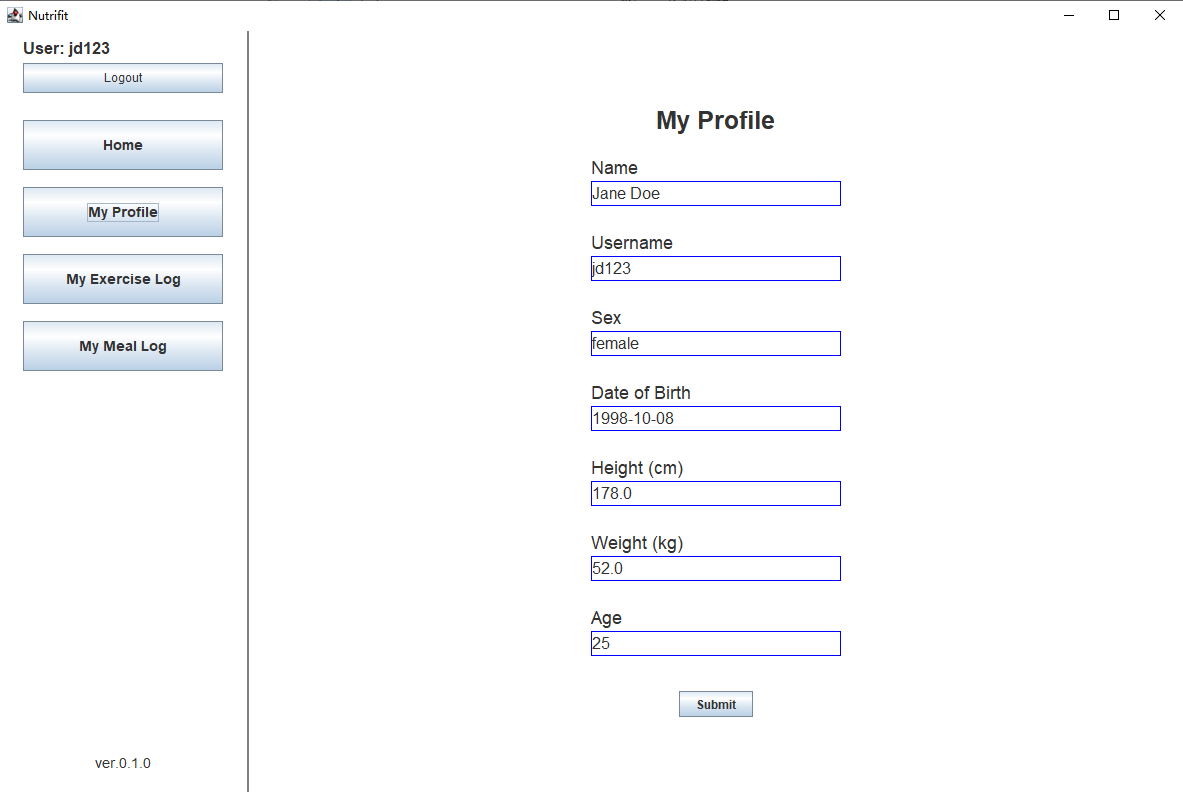 Nutrifit
User: jd123
Logout
Home
My Profile
My Exercise Log
My Meal Log
ver.0.1.0
My Profile
Name
Jane Doe
Username
jd123
Sex
female
Date of Birth
1998-10-08
Height (cm)
178.0
Weight (kg)
52.0
Age
25
Submit